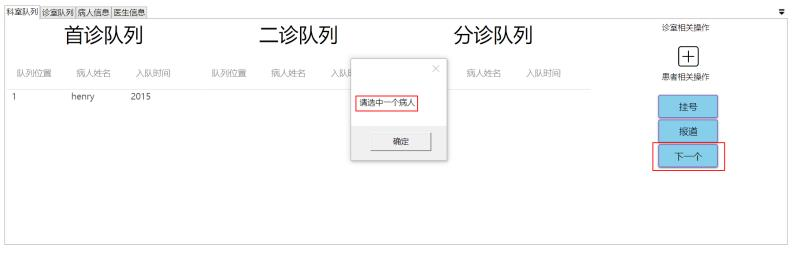 科室队列 诊室队列 病人信息 医生信息
首诊队列 二诊队列 分诊队列
诊室相关操作
患者相关操作
队列位置 病人姓名 入队时间 队列位置 病人姓名 病人姓名 入队时间
1 henry 2015
请选中一个病人
确定
挂号
报道
下一个